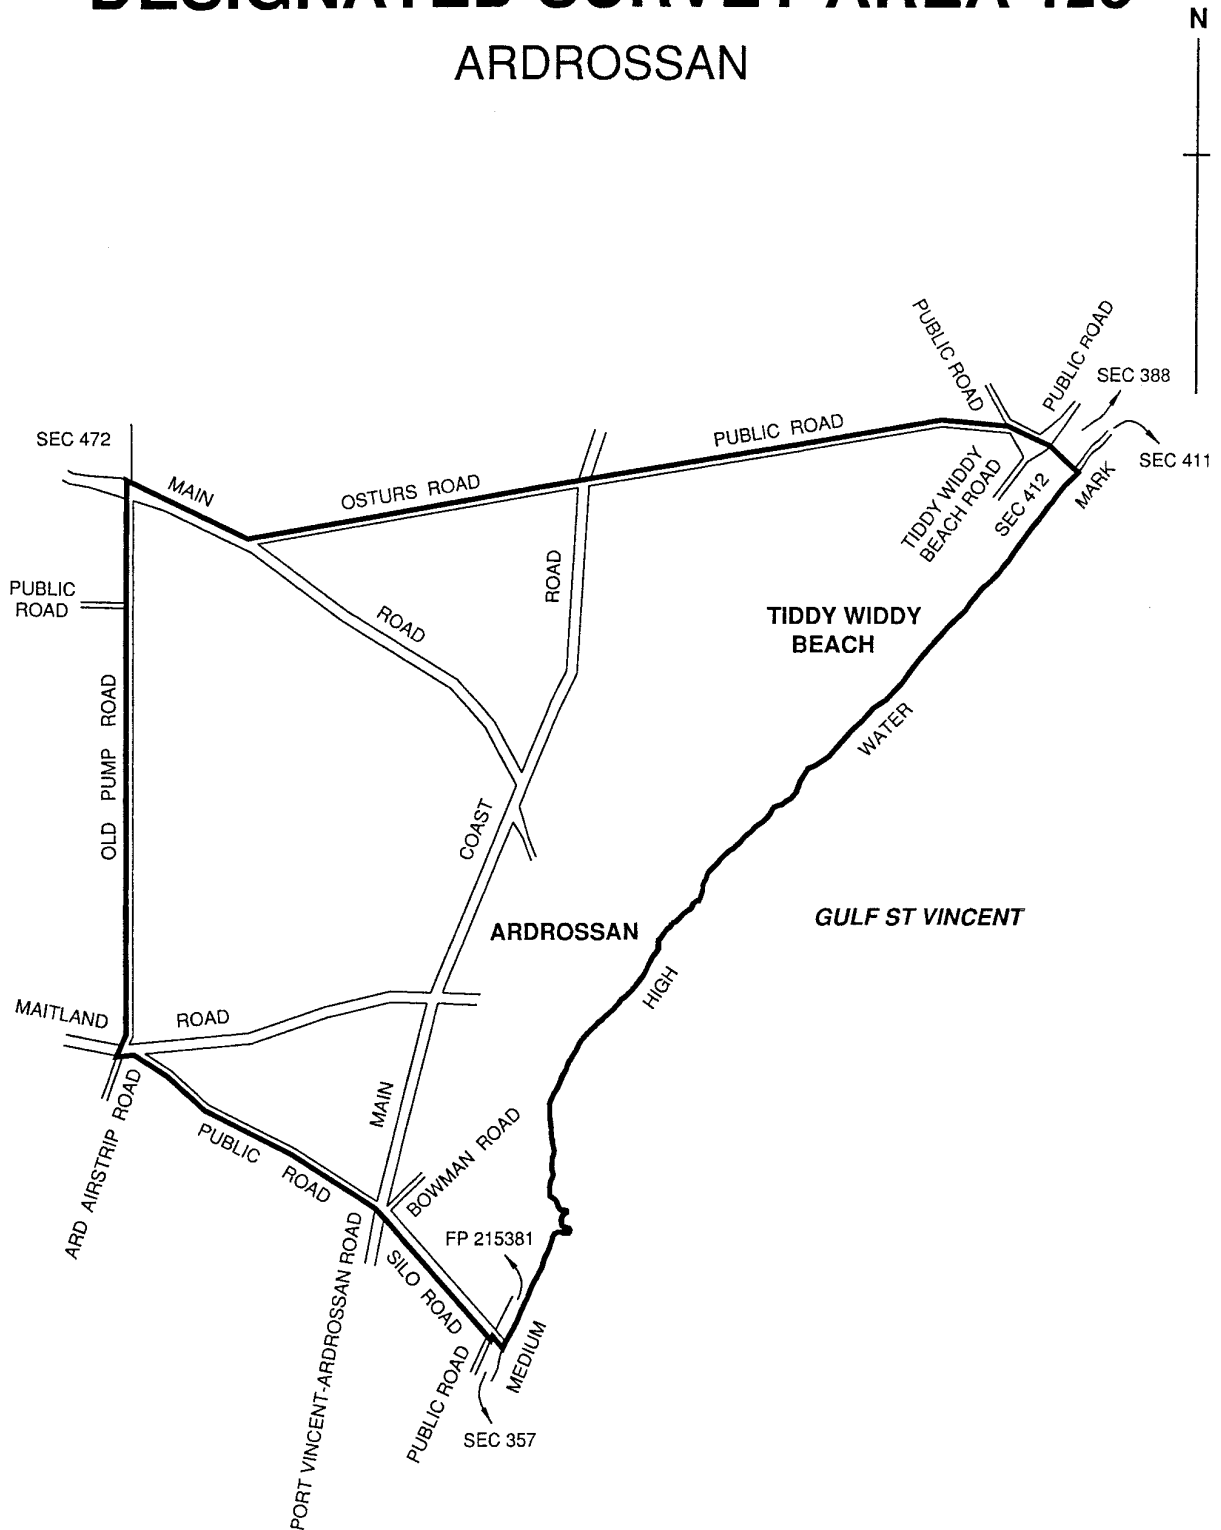 DESIGNATED SURVEY AREA
ARDROSSAN
N
PUBLIC ROAD
PUBLIC ROAD
SEC 388
SEC 472
MAIN
OSTURS ROAD
PUBLIC ROAD
SEC 411
MARK
TIDDY WIDDY
BEACH ROAD
SEC 412
PUBLIC
ROAD
ROAD
ROAD
TIDDY WIDDY
BEACH
OLD PUMP ROAD
WATER
COAST
ARDROSSAN
GULF ST VINCENT
HIGH
MAITLAND
ROAD
MAIN
ARD AIRSTRIP ROAD
PUBLIC ROAD
BOWMAN ROAD
FP 215381
SILO ROAD
PORT VINCENT-ARDROSSAN ROAD
MEDIUM
PUBLIC ROAD
SEC 357